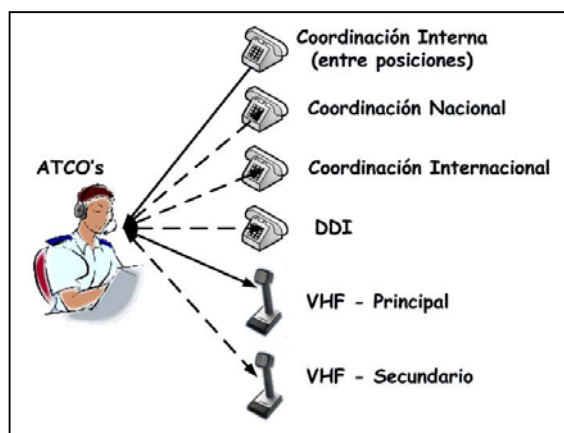 Coordinación Interna
(entre posiciones)
Coordinación Nacional
ATCO's
Coordinación Internacional
DDI
VHF - Principal
VHF - Secundario